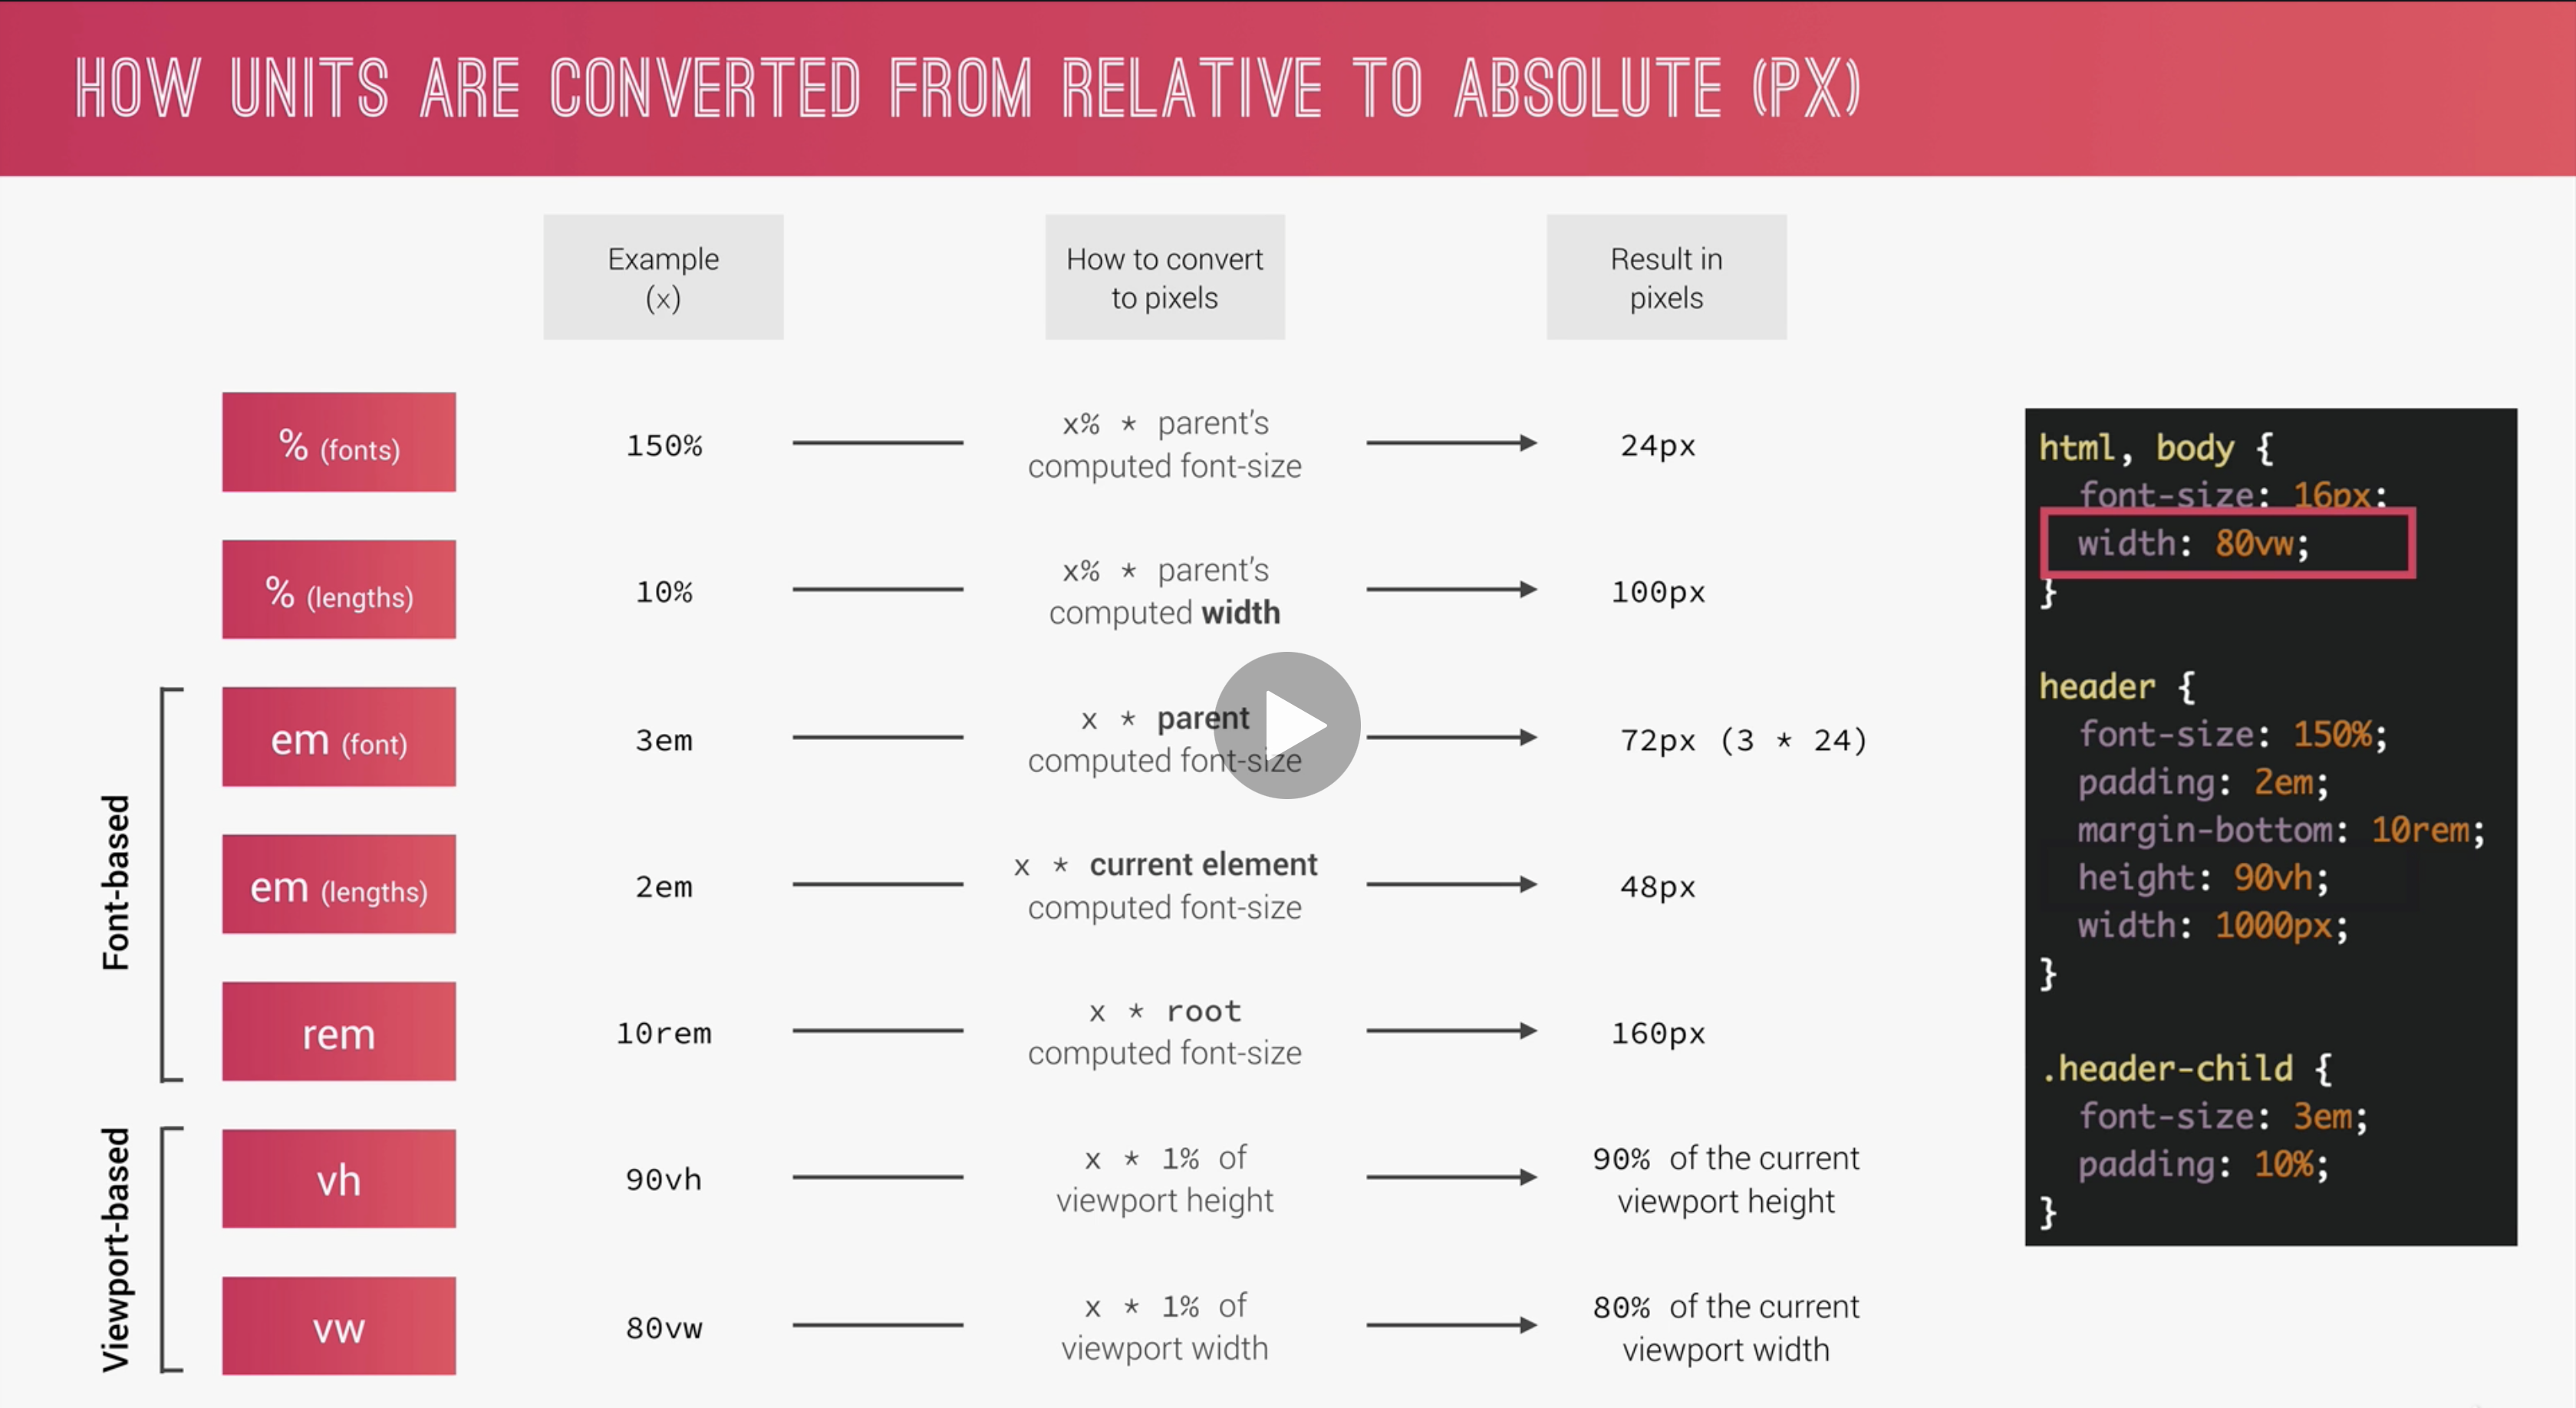 HOW UNITS ARE CONVERTED FROM RELATIVE TO ABSOLUTE (PX)
Example
(x)
How to convert
to pixels
Result in
pixels
% (fonts)
150%
x% * parent's
computed font-size
24px
% (lengths)
10%
x% * parent's
computed width
100px
Font-based
em (font)
3em
x * parent
computed font-size
72px (3 * 24)
em (lengths)
2em
x * current element
computed font-size
48px
rem
10rem
x * root
computed font-size
160px
Viewport-based
vh
90vh
x * 1% of
viewport height
90% of the current
viewport height
vw
80vw
x * 1% of
viewport width
80% of the current
viewport width
html, body {
font-size: 16px;
width: 80vw;
}
header {
font-size: 150%;
padding: 2em;
margin-bottom: 10rem;
height: 90vh;
width: 1000px;
}
.header-child {
font-size: 3em;
padding: 10%;
}